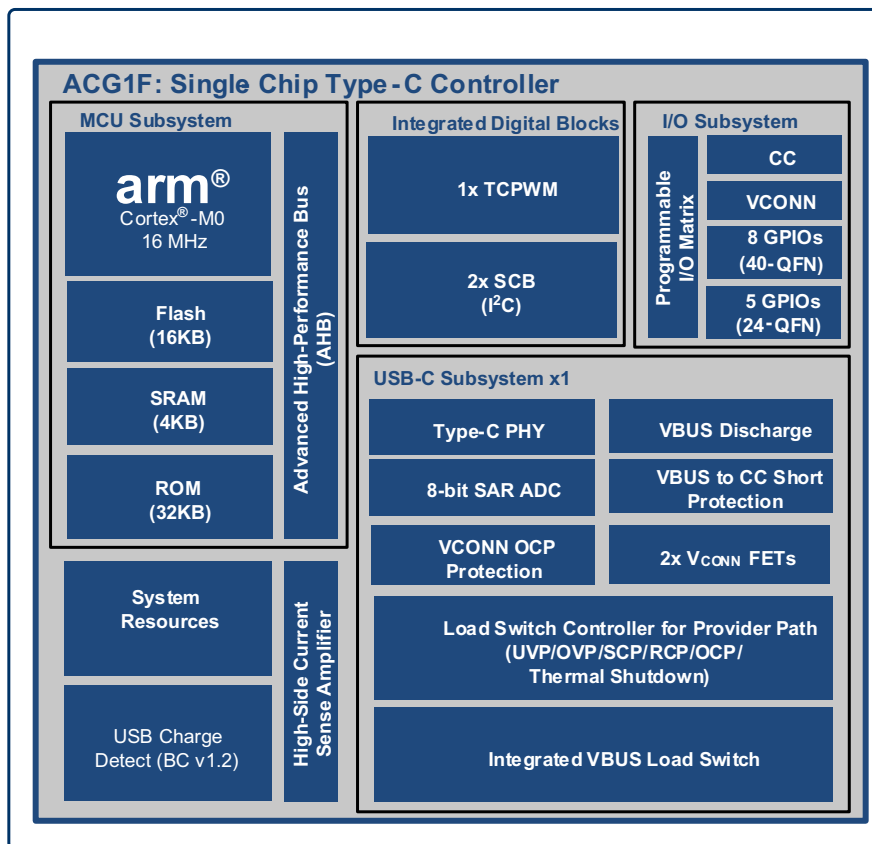 ACG1F: Single Chip Type-C Controller
MCU Subsystem
arm®
Cortex®-M0
16 MHz
Flash
(16KB)
SRAM
(4KB)
ROM
(32KB)
Advanced High-Performance Bus
(AHB)
Integrated Digital Blocks
1x TCPWM
2x SCB
(I²C)
I/O Subsystem
Programmable
I/O Matrix
CC
VCONN
8 GPIOs
(40-QFN)
5 GPIOs
(24-QFN)
USB-C Subsystem x1
Type-C PHY
VBUS Discharge
8-bit SAR ADC
VBUS to CC Short
Protection
VCONN OCP
Protection
2x VCONN FETs
Load Switch Controller for Provider Path
(UVP/OVP/SCP/RCP/OCP/
Thermal Shutdown)
Integrated VBUS Load Switch
System
Resources
USB Charge
Detect (BC v1.2)
High-Side Current
Sense Amplifier